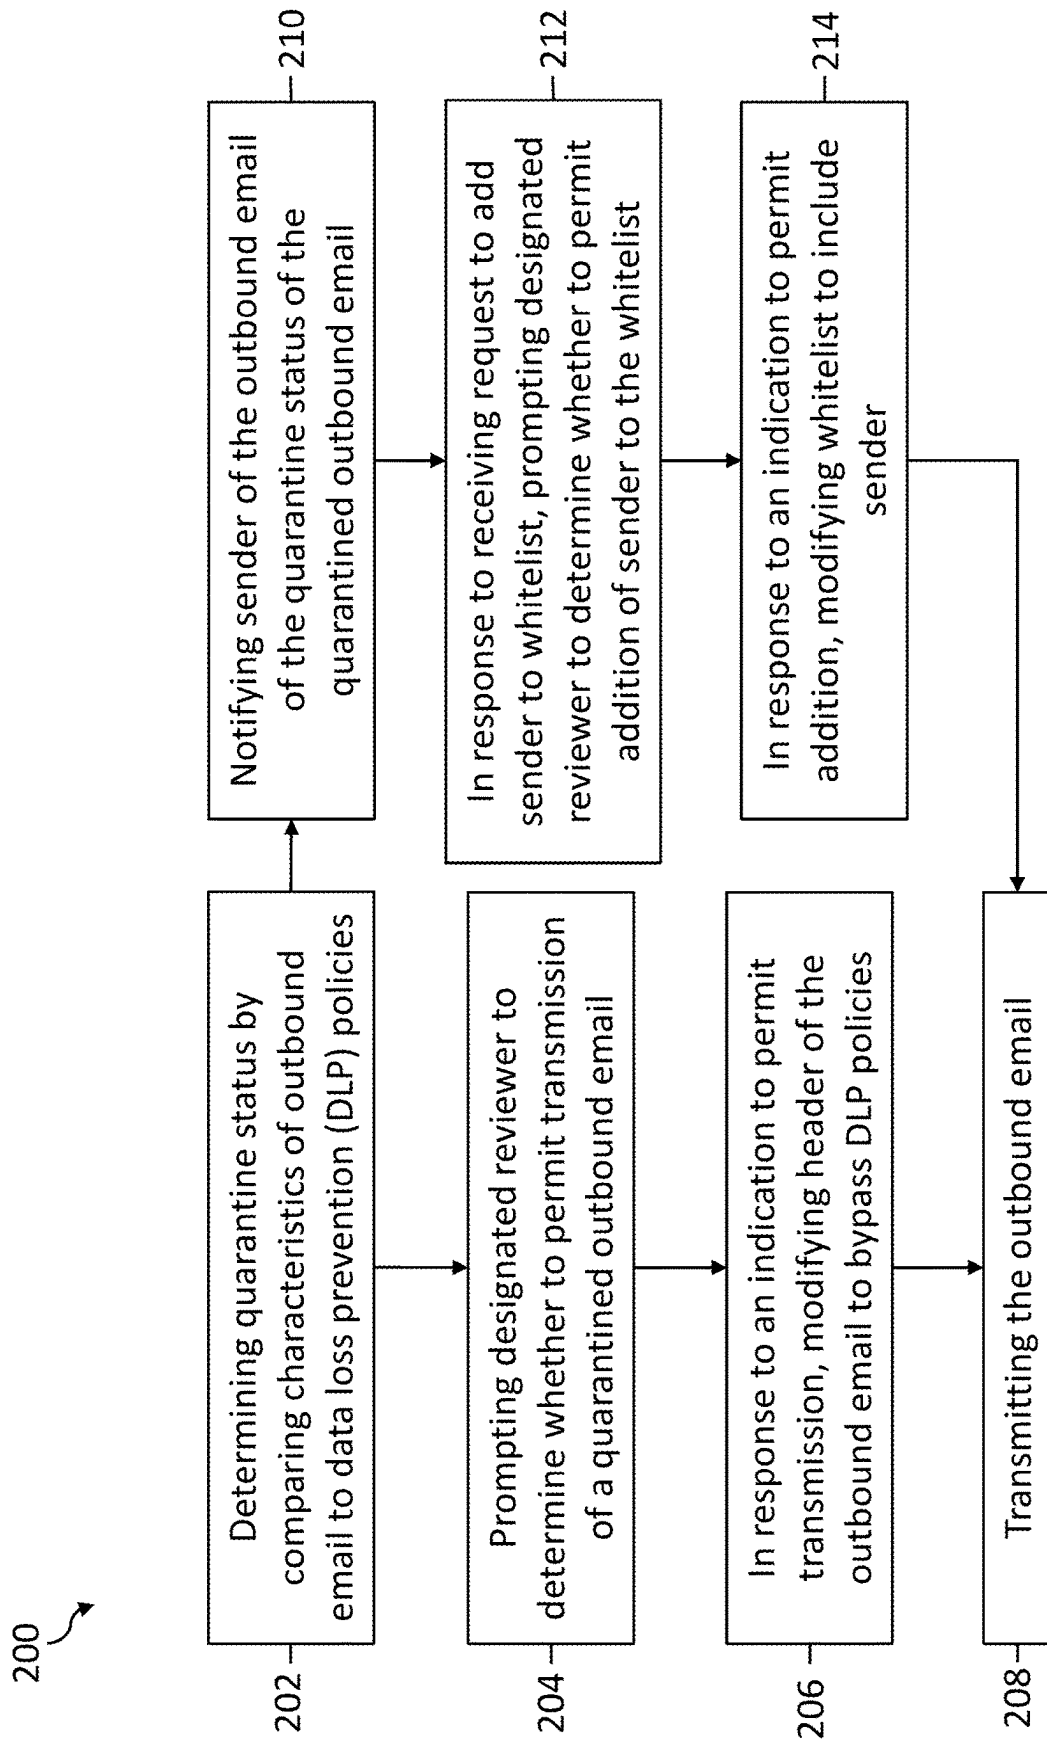 200
202
Determining quarantine status by
comparing characteristics of outbound
email to data loss prevention (DLP) policies
204
Prompting designated reviewer to
determine whether to permit transmission
of a quarantined outbound email
206
In response to an indication to permit
transmission, modifying header of the
outbound email to bypass DLP policies
208
Transmitting the outbound email
210
Notifying sender of the outbound email
of the quarantine status of the
quarantined outbound email
212
In response to receiving request to add
sender to whitelist, prompting designated
reviewer to determine whether to permit
addition of sender to the whitelist
214
In response to an indication to permit
addition, modifying whitelist to include
sender